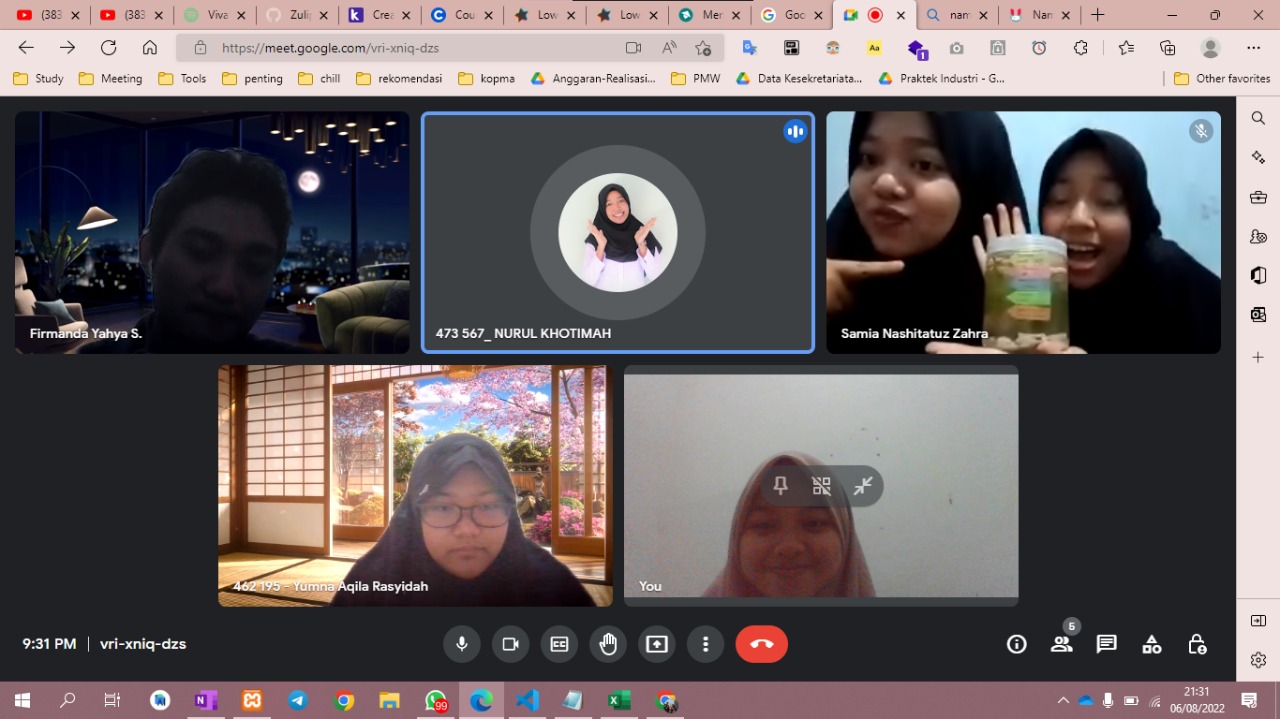 (383
(383
Viva
Zulip
Crea
Cou
Low
Low
Mer
Goo
nam
Nam
https://meet.google.com/vri-xniq-dzs
Aa
1
Study
Meeting
Tools
penting
chill
rekomendasi
kopma
Anggaran-Realisasi...
PMW
Data Kesekretariata...
Praktek Industri - G...
Other favorites
Firmanda Yahya S.
473 567_ NURUL KHOTIMAH
Samia Nashitatuz Zahra
462 195 - Yumna Aqila Rasyidah
You
9:31 PM | vri-xniq-dzs
5
99
21:31
06/08/2022